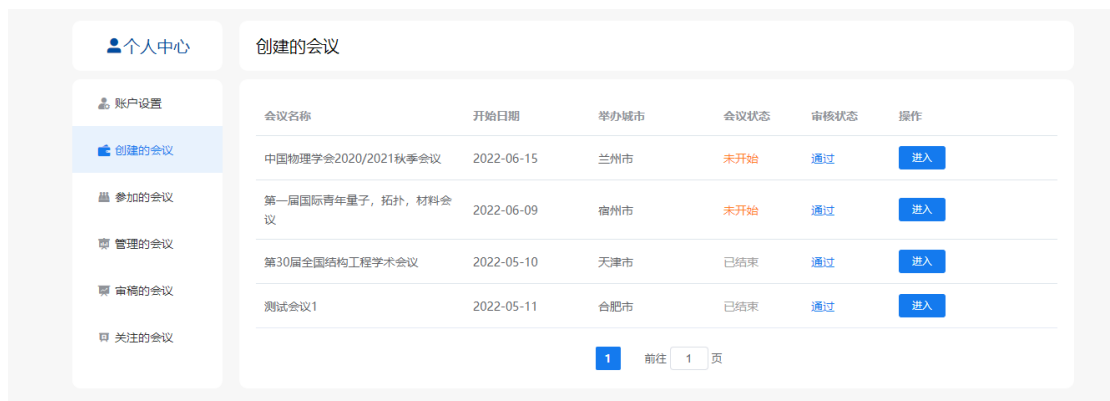 个人中心
创建的会议
账户设置
创建的会议
参加的会议
管理的会议
审稿的会议
关注的会议
会议名称 开始日期 举办城市 会议状态 审核状态 操作
中国物理学会2020/2021秋季会议 2022-06-15 兰州市 未开始 通过 进入
第一届国际青年量子，拓扑，材料会
议 2022-06-09 宿州市 未开始 通过 进入
第30届全国结构工程学术会议 2022-05-10 天津市 已结束 通过 进入
测试会议1 2022-05-11 合肥市 已结束 通过 进入
1 前往 1 页